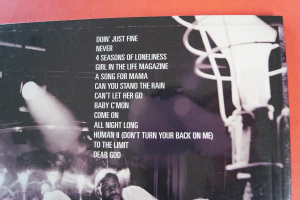 DOIN' JUST FINE
NEVER
4 SEASONS OF LONELINESS
GIRL IN THE LIFE MAGAZINE
A SONG FOR MAMA
CAN YOU STAND THE RAIN
CAN'T LET HER GO
BABY C'MON
COME ON
ALL NIGHT LONG
HUMAN II (DON'T TURN YOUR BACK ON ME)
TO THE LIMIT
DEAR GOD